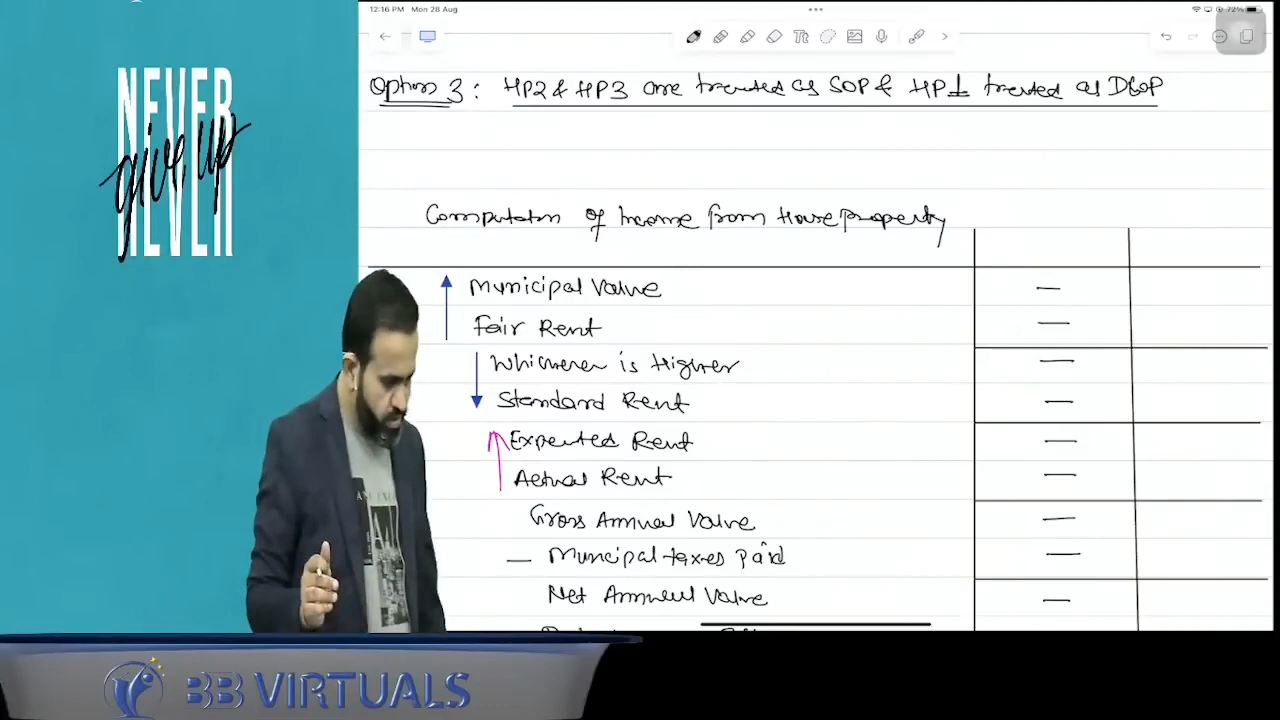 12:16 PM Mon 28 Aug
72%
NEVER
give up
NEVER
Option 3: HP2 & HP3 are treated as SOP & HP1 treated as DLOP
Computation of Income from House property
Municipal Value
Fair Rent
Whichever is Higher
Standard Rent
Expected Rent
Actual Rent
Gross Annual Value
— Muncipal taxes paid
Net Annual Value
BB VIRTUALS